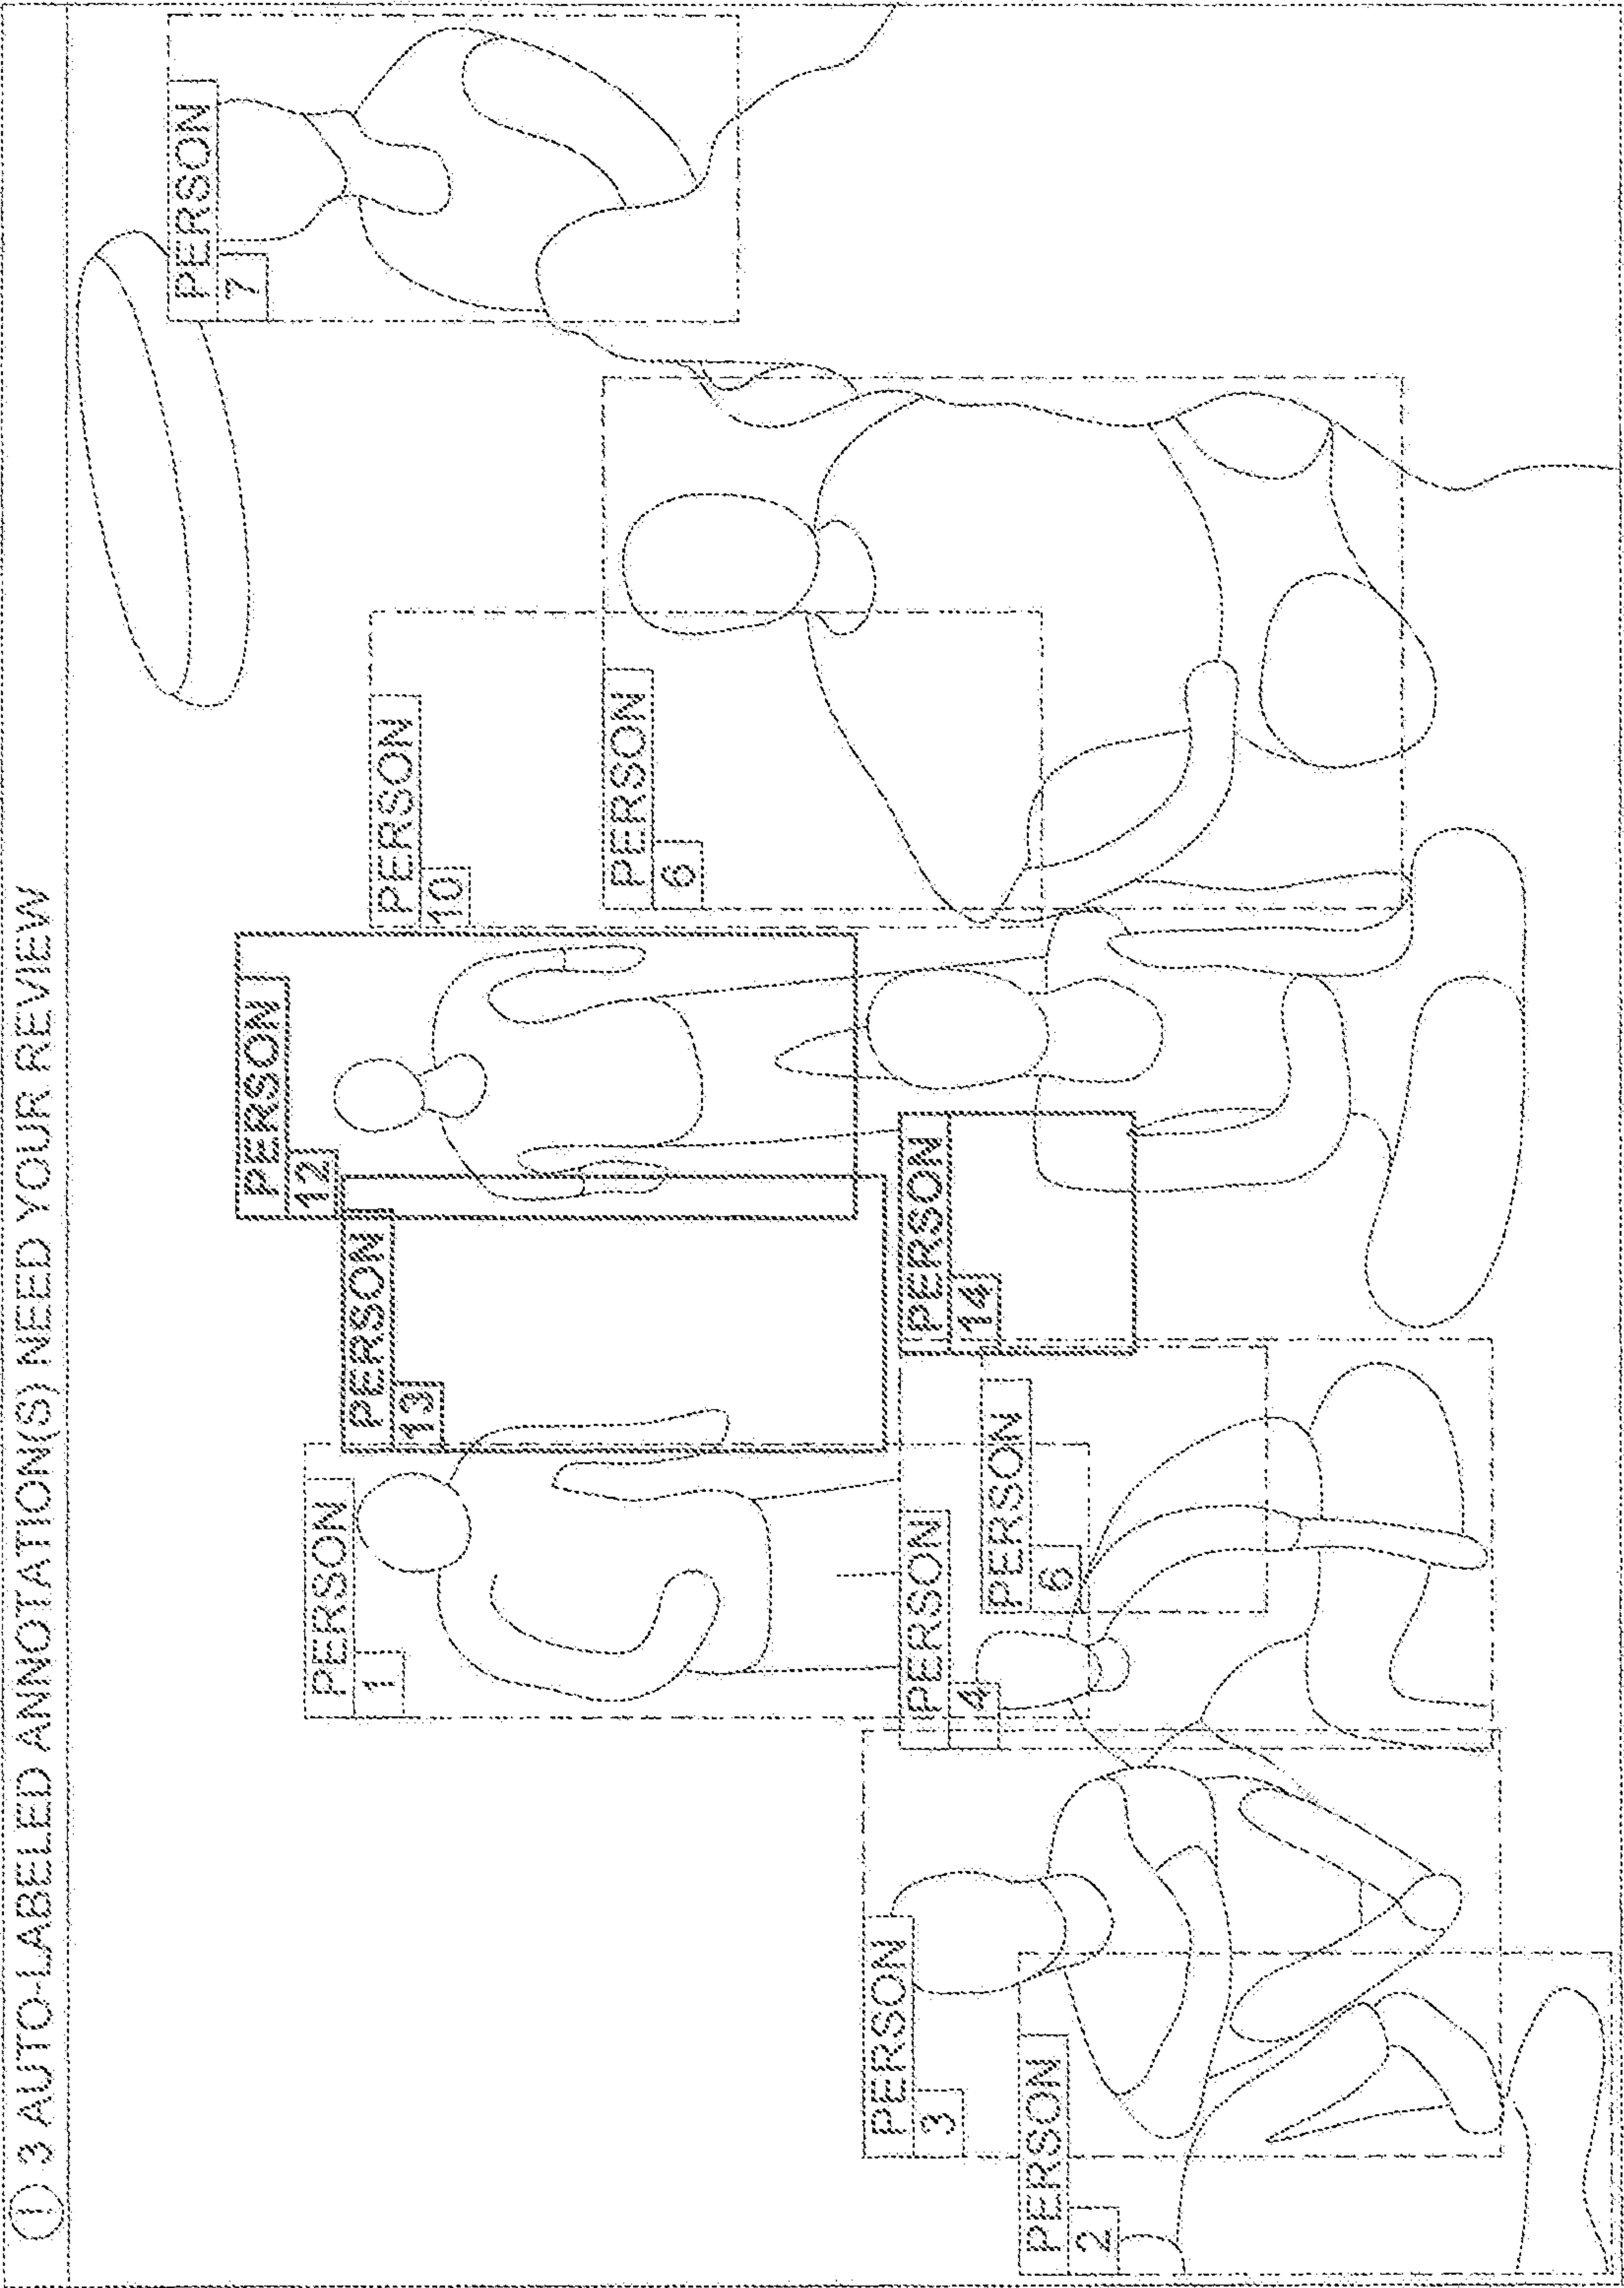 ⓘ 3 AUTO-LABELED ANNOTATION(S) NEED YOUR REVIEW
PERSON
2
PERSON
3
PERSON
1
PERSON
4
PERSON
6
PERSON
13
PERSON
14
PERSON
12
PERSON
10
PERSON
6
PERSON
7